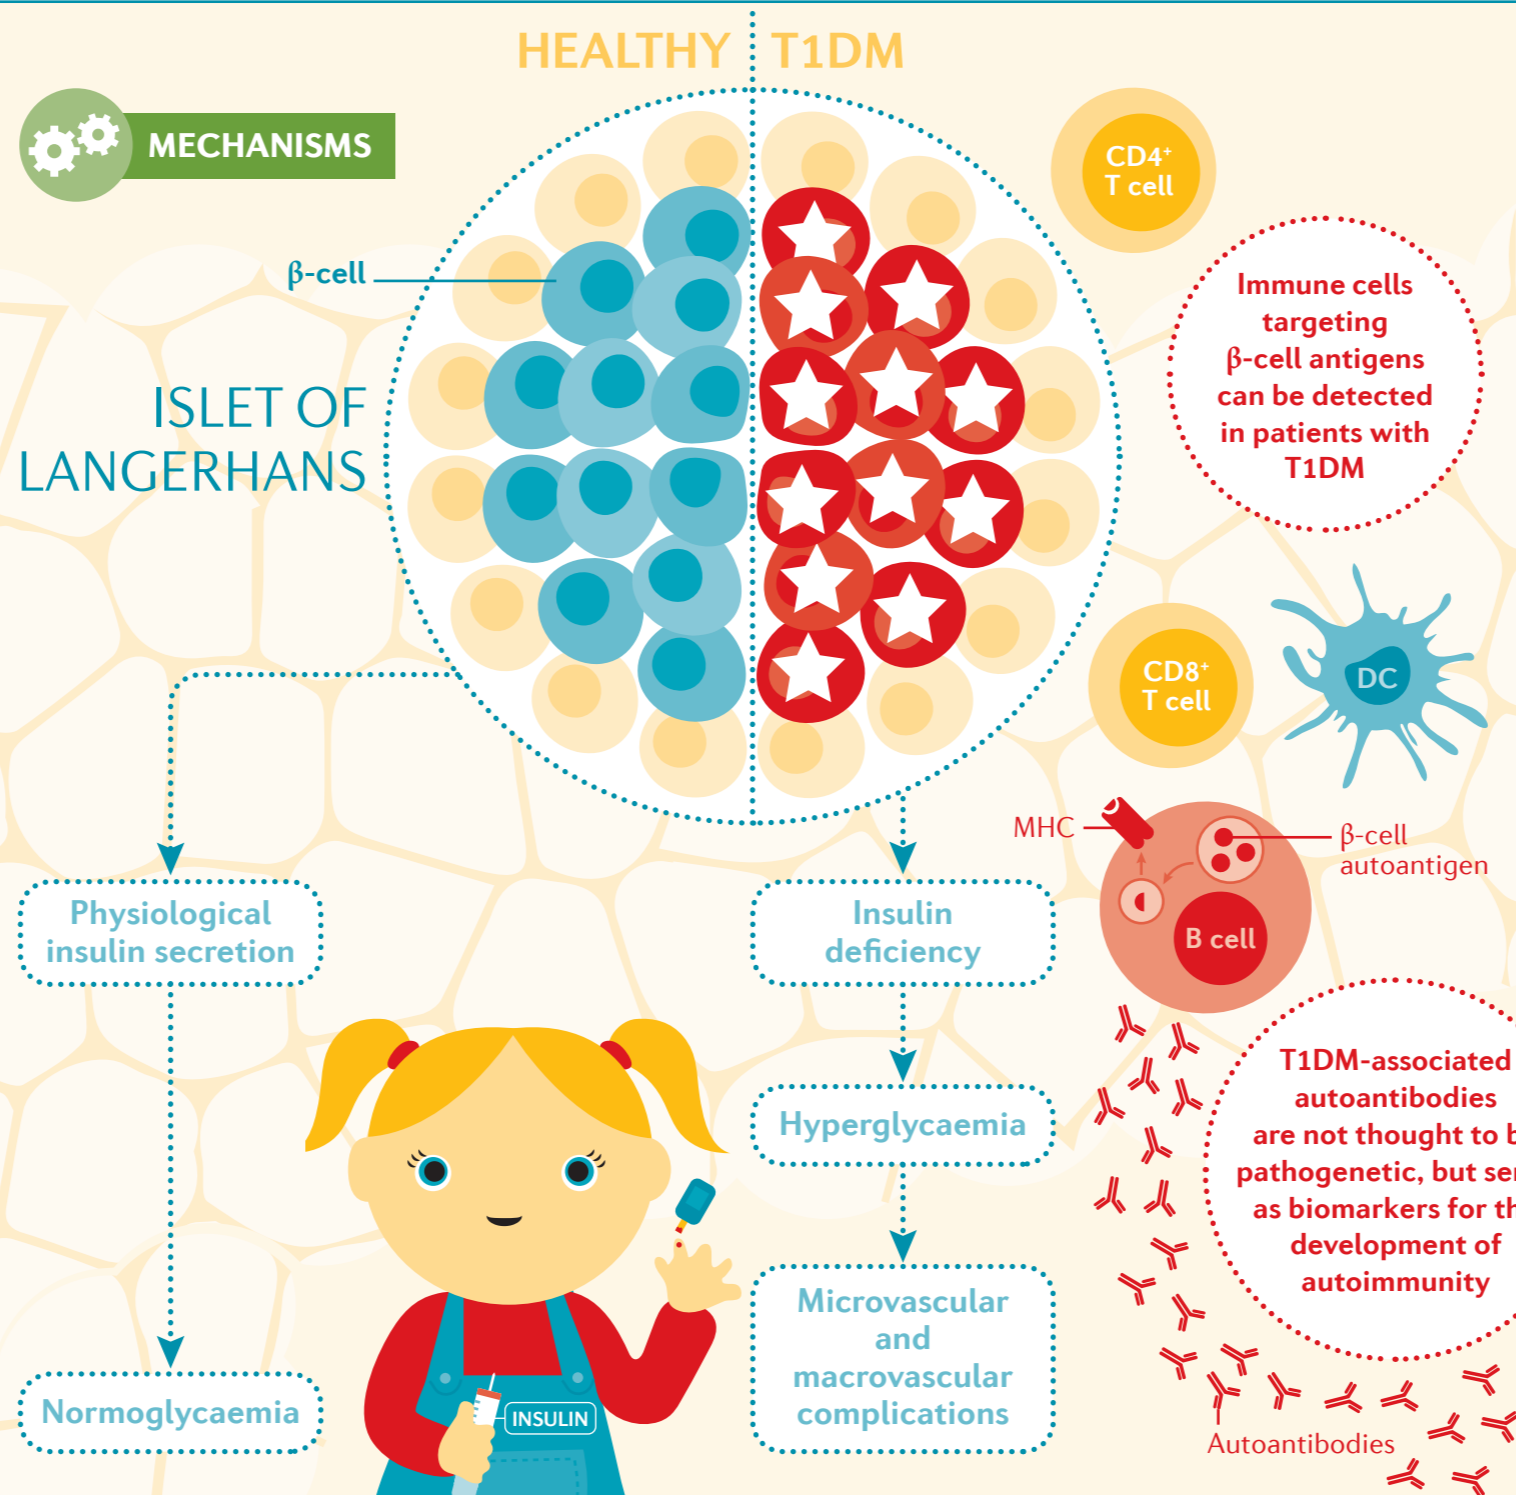 HEALTHY
T1DM
MECHANISMS
CD4⁺
T cell
β-cell
Immune cells
targeting
β-cell antigens
can be detected
in patients with
T1DM
ISLET OF
LANGERHANS
CD8⁺
T cell
DC
MHC
β-cell
autoantigen
B cell
Physiological
insulin secretion
Insulin
deficiency
Hyperglycaemia
T1DM-associated
autoantibodies
are not thought to
pathogenetic, but
as biomarkers for
development of
autoimmunity
Microvascular
and
macrovascular
complications
Normoglycaemia
INSULIN
Autoantibodies